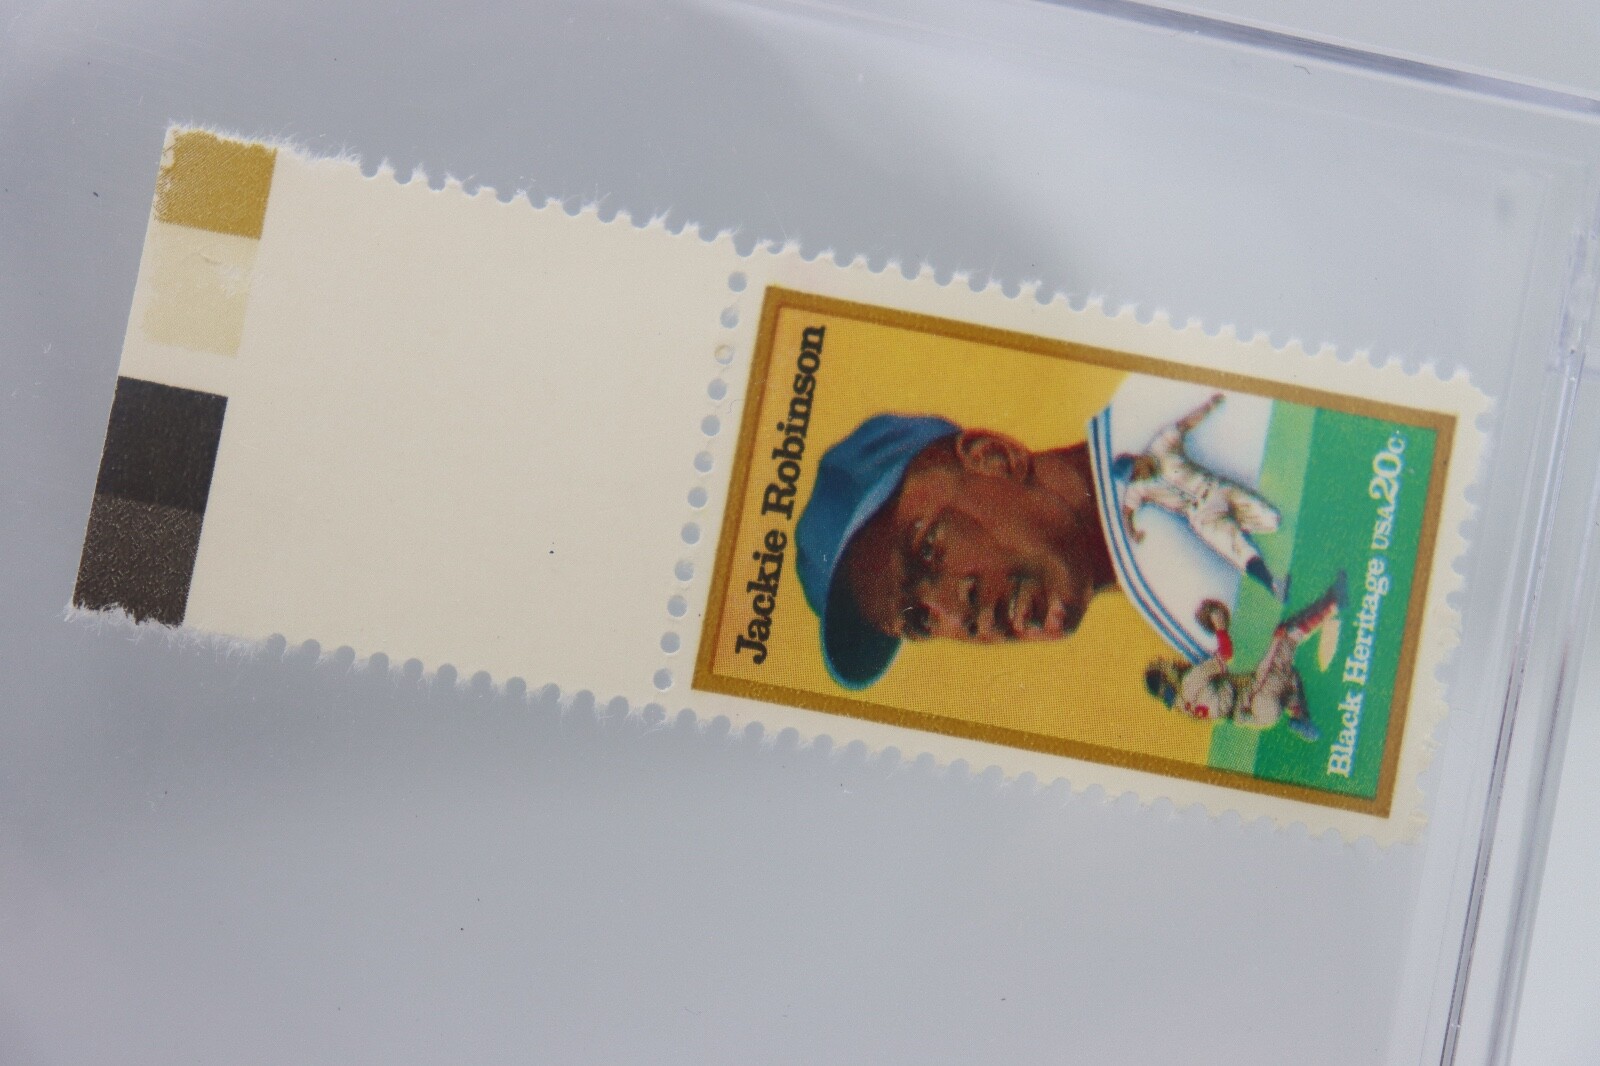 Jackie Robinson
Black Heritage USA 20c